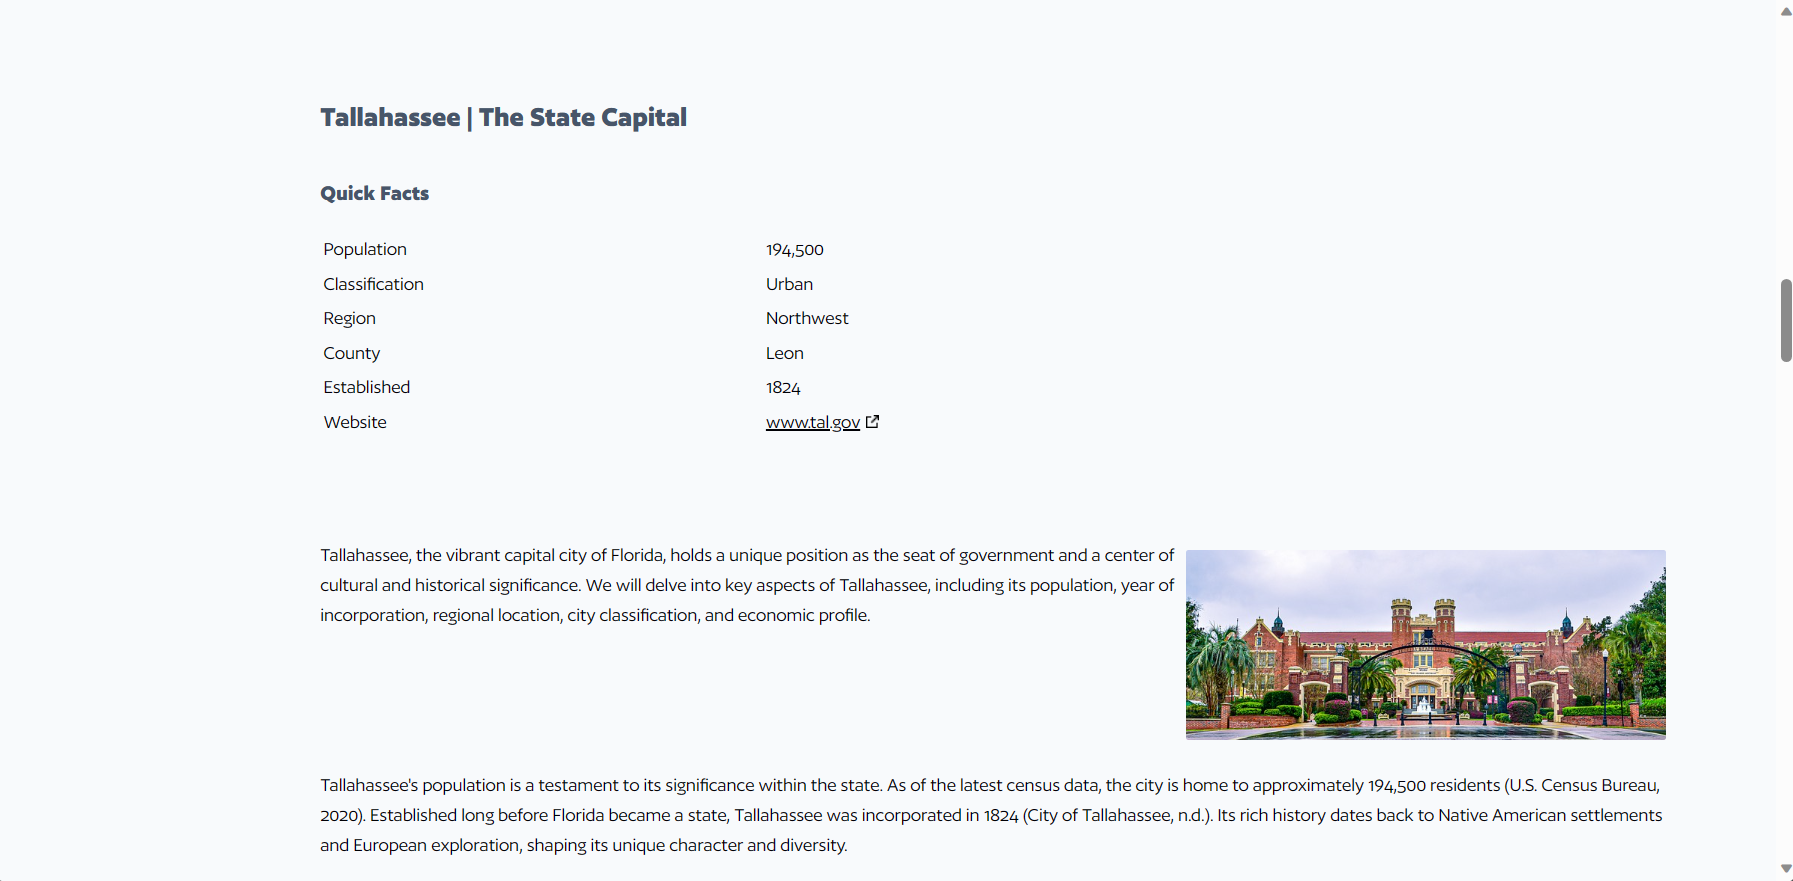 Tallahassee | The State Capital
Quick Facts
Population 194,500
Classification Urban
Region Northwest
County Leon
Established 1824
Website www.tal.gov
Tallahassee, the vibrant capital city of Florida, holds a unique position as the seat of government and a center of
cultural and historical significance. We will delve into key aspects of Tallahassee, including its population, year of
incorporation, regional location, city classification, and economic profile.
Tallahassee's population is a testament to its significance within the state. As of the latest census data, the city is home to approximately 194,500 residents (U.S. Census Bureau,
2020). Established long before Florida became a state, Tallahassee was incorporated in 1824 (City of Tallahassee, n.d.). Its rich history dates back to Native American settlements
and European exploration, shaping its unique character and diversity.